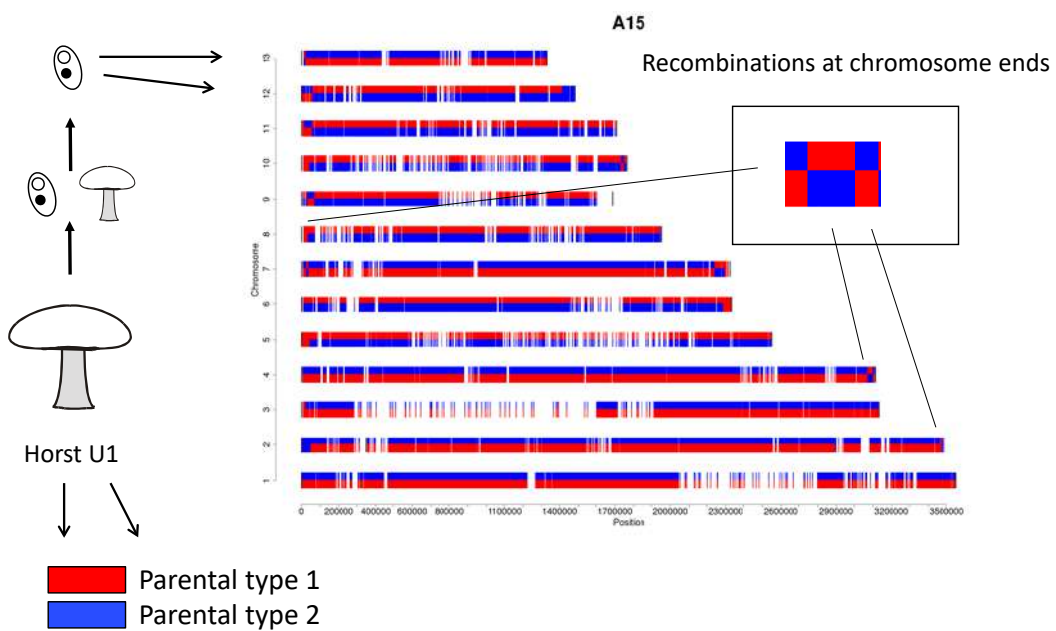 A15
Recombinations at chromosome ends
13
12
11
10
9
8
7
6
5
4
3
2
1
Chromosome
0 200000 400000 600000 800000 1100000 1400000 1700000 2000000 2300000 2600000 2900000 3200000 3500000
Position
Horst U1
Parental type 1
Parental type 2